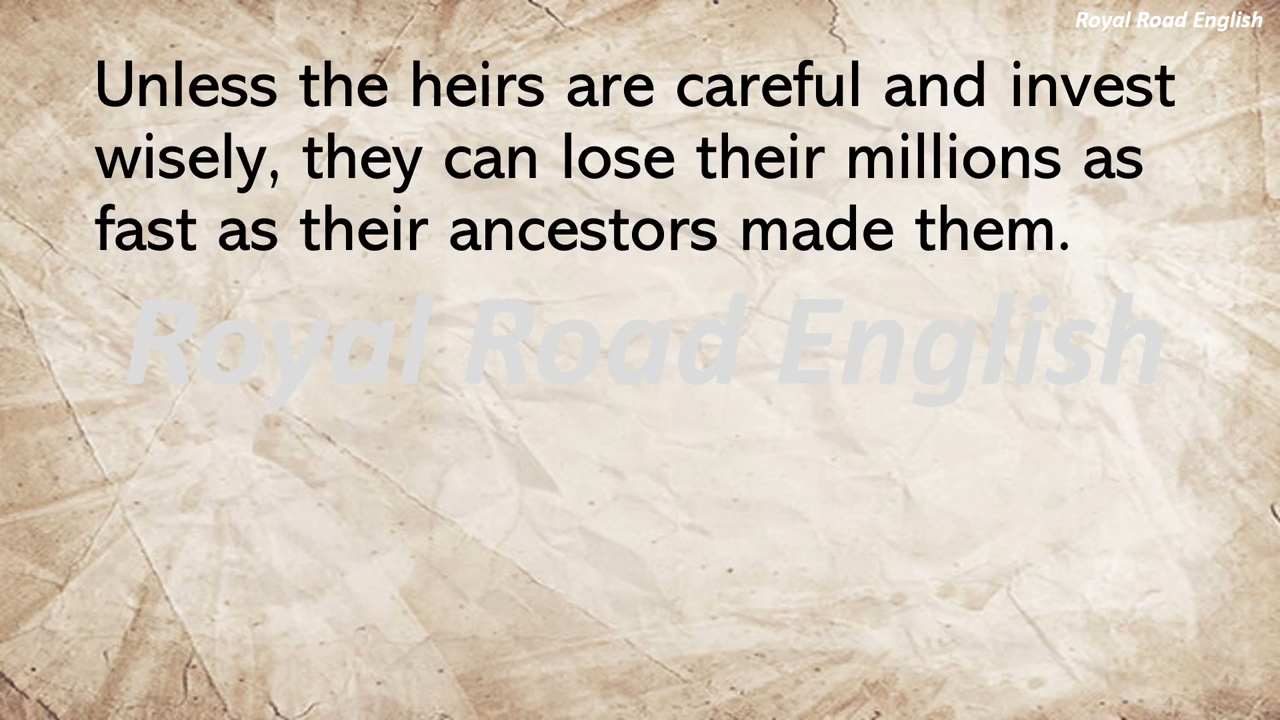 Royal Road English
Unless the heirs are careful and invest
wisely, they can lose their millions as
fast as their ancestors made them.
Royal Road English